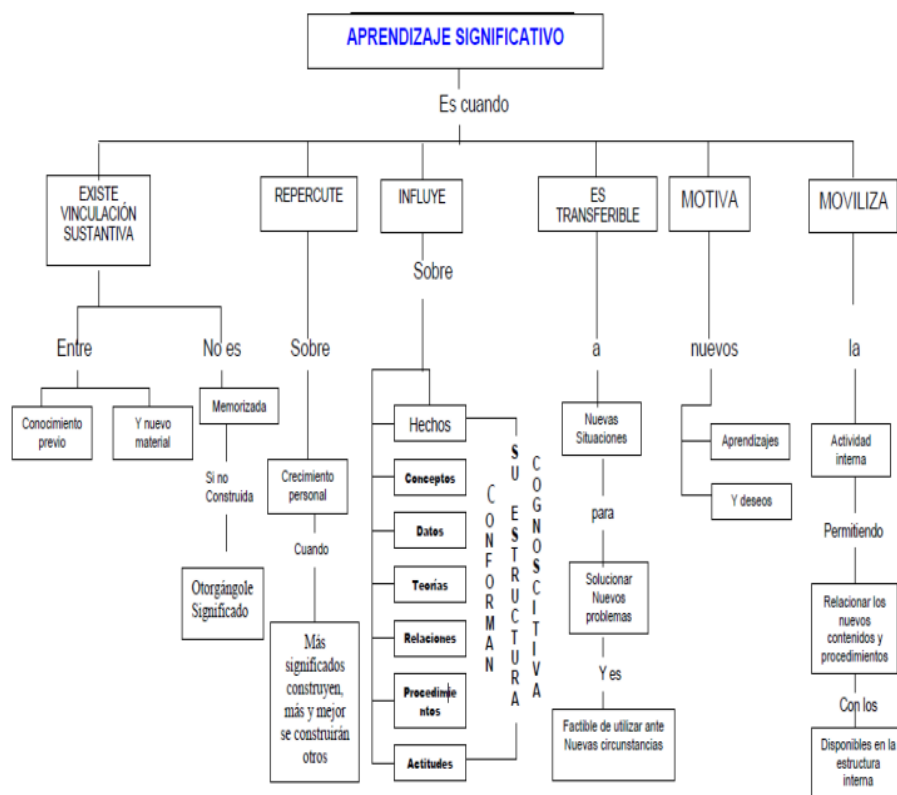 APRENDIZAJE SIGNIFICATIVO
Es cuando
EXISTE
VINCULACIÓN
SUSTANTIVA
REPERCUTE
INFLUYE
ES
TRANSFERIBLE
MOTIVA
MOVILIZA
Sobre
Entre
No es
Sobre
a
nuevos
la
Conocimiento
previo
Y nuevo
material
Memorizada
Si no
Construida
Otorgángole
Significado
Crecimiento
personal
Cuando
Más
significados
construyen,
más y mejor
se construirán
otros
Hechos
Conceptos
Datos
Teorías
Relaciones
Procedimie
ntos
Actitudes
CONFORMAN
SU ESTRUCTURA
COGNOSCITIVA
Nuevas
Situaciones
para
Solucionar
Nuevos
problemas
Y es
Factible de utilizar ante
Nuevas circunstancias
Aprendizajes
Y deseos
Actividad
interna
Permitiendo
Relacionar los
nuevos
contenidos y
procedimientos
Con los
Disponibles en la
estructura
interna